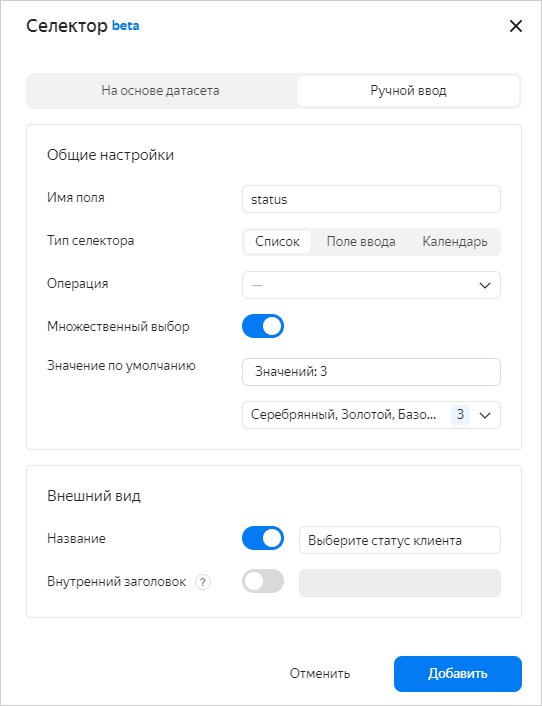 Селектор beta
На основе датасета Ручной ввод
Общие настройки
Имя поля status
Тип селектора Список Поле ввода Календарь
Операция —
Множественный выбор
Значение по умолчанию Значений: 3
Серебрянный, Золотой, Базо... 3
Внешний вид
Название Выберите статус клиента
Внутренний заголовок ?
Отменить Добавить